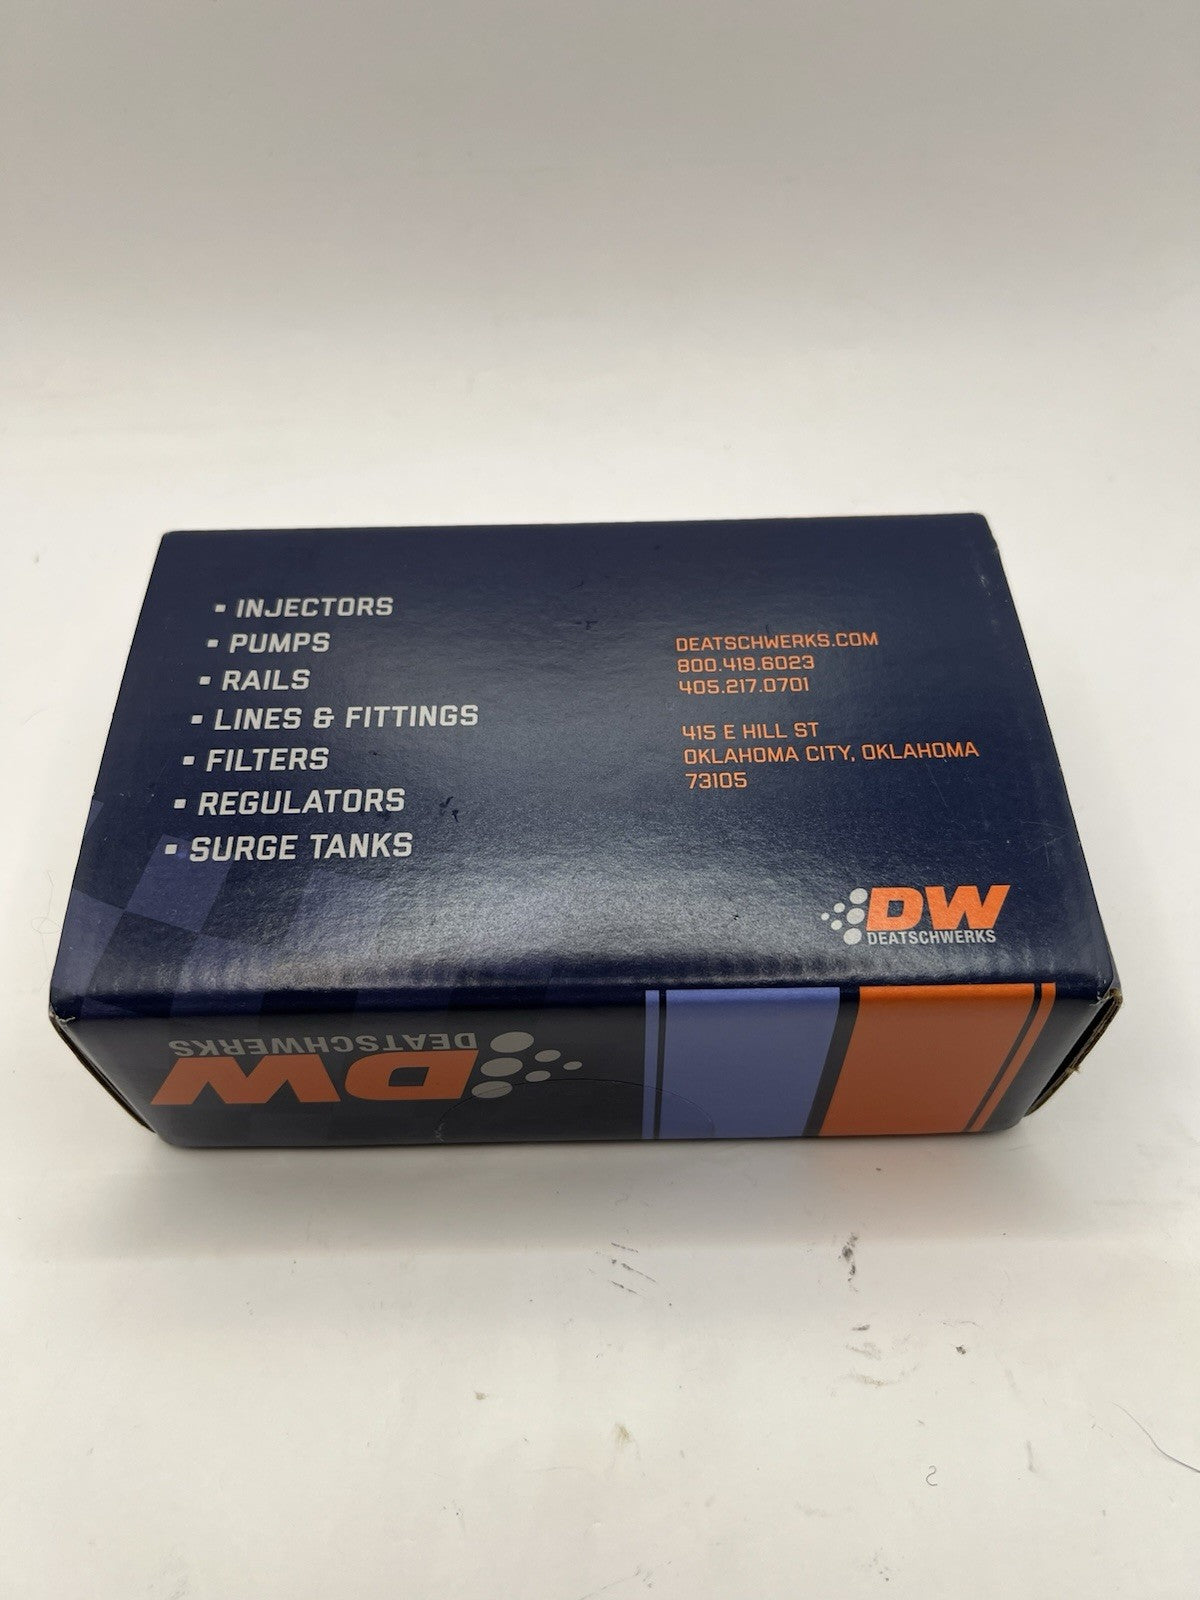 ▪ INJECTORS
▪ PUMPS
▪ RAILS
▪ LINES & FITTINGS
▪ FILTERS
▪ REGULATORS
▪ SURGE TANKS
DEATSCHWERKS.COM
800.419.6023
405.217.0701
415 E HILL ST
OKLAHOMA CITY, OKLAHOMA
73105
DW
DEATSCHWERKS
DW
DEATSCHWERKS